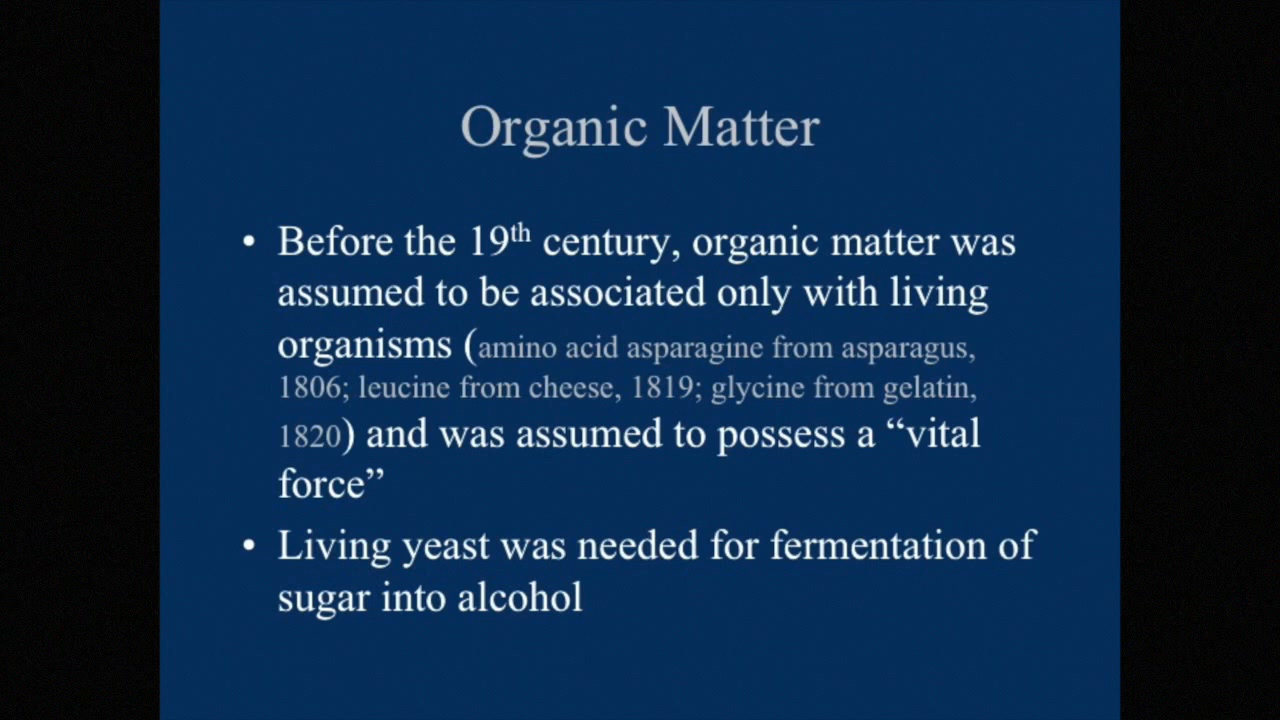 Organic Matter
• Before the 19th century, organic matter was
assumed to be associated only with living
organisms (amino acid asparagine from asparagus,
1806; leucine from cheese, 1819; glycine from gelatin,
1820) and was assumed to possess a “vital
force”
• Living yeast was needed for fermentation of
sugar into alcohol